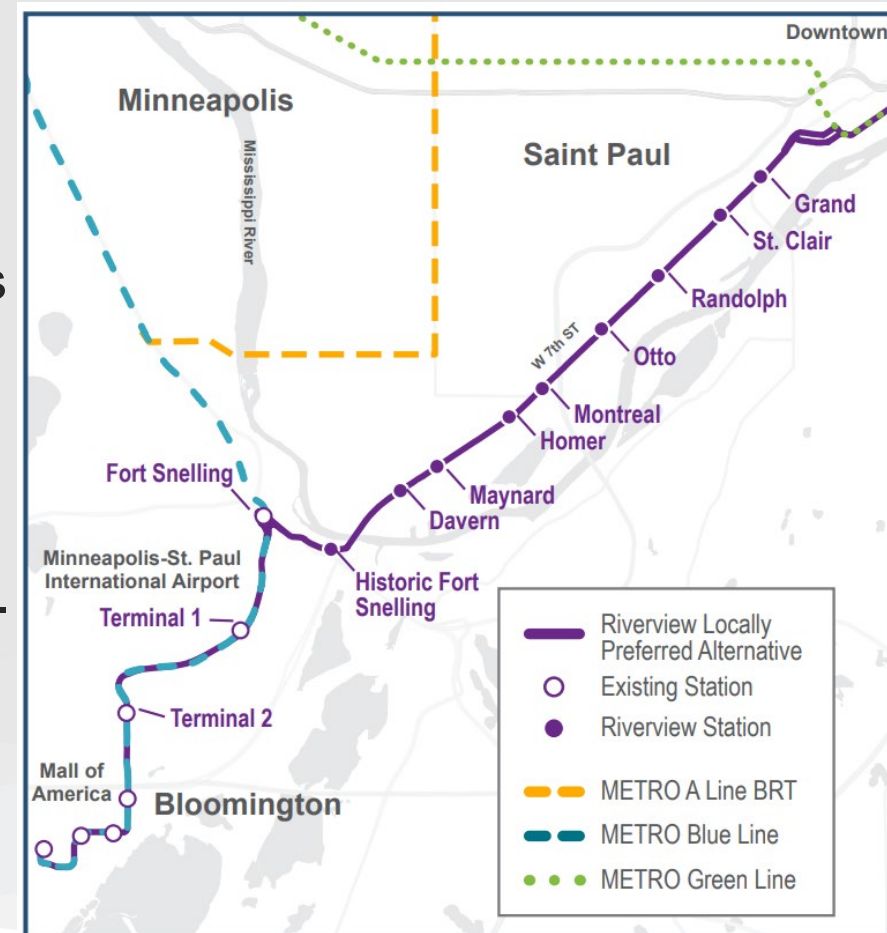 Downtown
Minneapolis
Mississippi River
Saint Paul
Grand
St. Clair
Randolph
W 7th ST
Otto
Montreal
Homer
Fort Snelling
Maynard
Davern
Minneapolis-St. Paul
International Airport
Historic Fort
Snelling
Terminal 1
Terminal 2
Mall of
America
Bloomington
Riverview Locally
Preferred Alternative
Existing Station
Riverview Station
METRO A Line BRT
METRO Blue Line
METRO Green Line